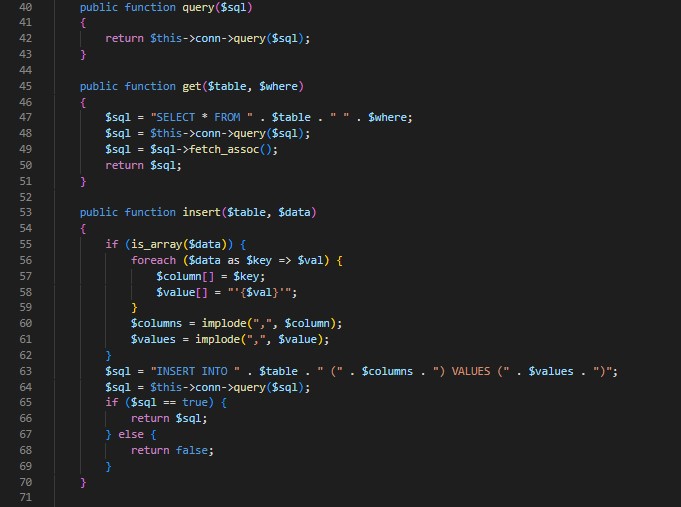 40 public function query($sql)
41 {
42 return $this->conn->query($sql);
43 }
44
45 public function get($table, $where)
46 {
47 $sql = "SELECT * FROM " . $table . " " . $where;
48 $sql = $this->conn->query($sql);
49 $sql = $sql->fetch_assoc();
50 return $sql;
51 }
52
53 public function insert($table, $data)
54 {
55 if (is_array($data)) {
56 foreach ($data as $key => $val) {
57 $column[] = $key;
58 $value[] = "'{$val}'";
59 }
60 $columns = implode(",", $column);
61 $values = implode(",", $value);
62 }
63 $sql = "INSERT INTO " . $table . " (" . $columns . ") VALUES (" . $values . ")";
64 $sql = $this->conn->query($sql);
65 if ($sql == true) {
66 return $sql;
67 } else {
68 return false;
69 }
70 }
71